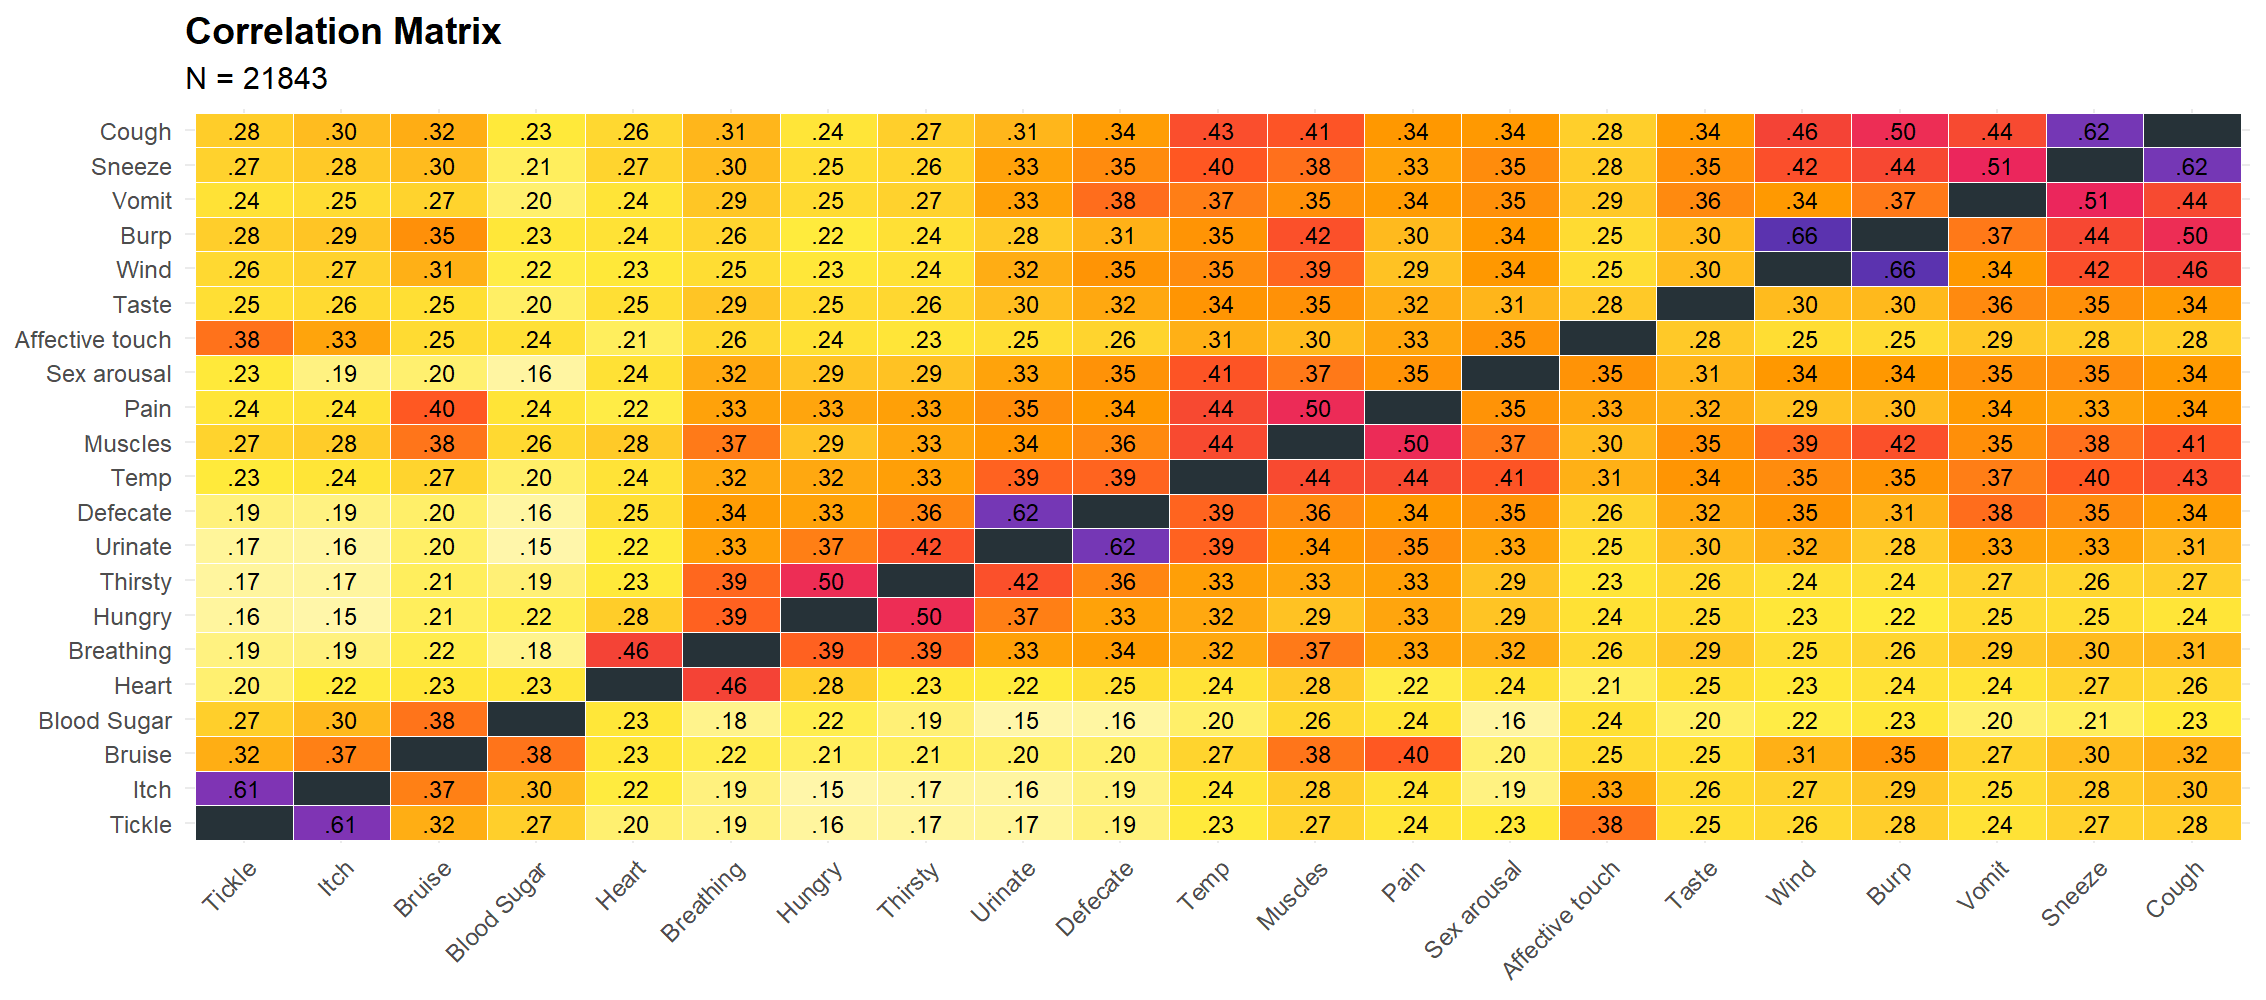 Correlation Matrix
N = 21843
Cough .28 .30 .32 .23 .26 .31 .24 .27 .31 .34 .43 .41 .34 .34 .28 .34 .46 .50 .44 .62
Sneeze .27 .28 .30 .21 .27 .30 .25 .26 .33 .35 .40 .38 .33 .35 .28 .35 .42 .44 .51 .62
Vomit .24 .25 .27 .20 .24 .29 .25 .27 .33 .38 .37 .35 .34 .35 .29 .36 .34 .37 .51 .44
Burp .28 .29 .35 .23 .24 .26 .22 .24 .28 .31 .35 .42 .30 .34 .25 .30 .66 .37 .44 .50
Wind .26 .27 .31 .22 .23 .25 .23 .24 .32 .35 .35 .39 .29 .34 .25 .30 .66 .34 .42 .46
Taste .25 .26 .25 .20 .25 .29 .25 .26 .30 .32 .34 .35 .32 .31 .28 .30 .30 .36 .35 .34
Affective touch .38 .33 .25 .24 .21 .26 .24 .23 .25 .26 .31 .30 .33 .35 .28 .25 .25 .29 .28 .28
Sex arousal .23 .19 .20 .16 .24 .32 .29 .29 .33 .35 .41 .37 .35 .35 .31 .34 .34 .35 .35 .34
Pain .24 .24 .40 .24 .22 .33 .33 .33 .35 .34 .44 .50 .35 .33 .32 .29 .30 .34 .33 .34
Muscles .27 .28 .38 .26 .28 .37 .29 .33 .34 .36 .44 .50 .37 .30 .35 .39 .42 .35 .38 .41
Temp .23 .24 .27 .20 .24 .32 .32 .33 .39 .39 .44 .44 .41 .31 .34 .35 .35 .37 .40 .43
Defecate .19 .19 .20 .16 .25 .34 .33 .36 .62 .39 .36 .34 .35 .26 .32 .35 .31 .38 .35 .34
Urinate .17 .16 .20 .15 .22 .33 .37 .42 .62 .39 .34 .35 .33 .25 .30 .32 .28 .33 .33 .31
Thirsty .17 .17 .21 .19 .23 .39 .50 .42 .36 .33 .33 .33 .29 .23 .26 .24 .24 .27 .26 .27
Hungry .16 .15 .21 .22 .28 .39 .50 .37 .33 .32 .29 .33 .29 .24 .25 .23 .22 .25 .25 .24
Breathing .19 .19 .22 .18 .46 .39 .39 .33 .34 .32 .37 .33 .32 .26 .29 .25 .26 .29 .30 .31
Heart .20 .22 .23 .23 .46 .28 .23 .22 .25 .24 .28 .22 .24 .21 .25 .23 .24 .24 .27 .26
Blood Sugar .27 .30 .38 .23 .18 .22 .19 .15 .16 .20 .26 .24 .16 .24 .20 .22 .23 .20 .21 .23
Bruise .32 .37 .38 .23 .22 .21 .21 .20 .20 .27 .38 .40 .20 .25 .25 .31 .35 .27 .30 .32
Itch .61 .37 .30 .22 .19 .15 .17 .16 .19 .24 .28 .24 .19 .33 .26 .27 .29 .25 .28 .30
Tickle .61 .32 .27 .20 .19 .16 .17 .17 .19 .23 .27 .24 .23 .38 .25 .26 .28 .24 .27 .28
Tickle Itch Bruise Blood Sugar Heart Breathing Hungry Thirsty Urinate Defecate Temp Muscles Pain Sex arousal Affective touch Taste Wind Burp Vomit Sneeze Cough